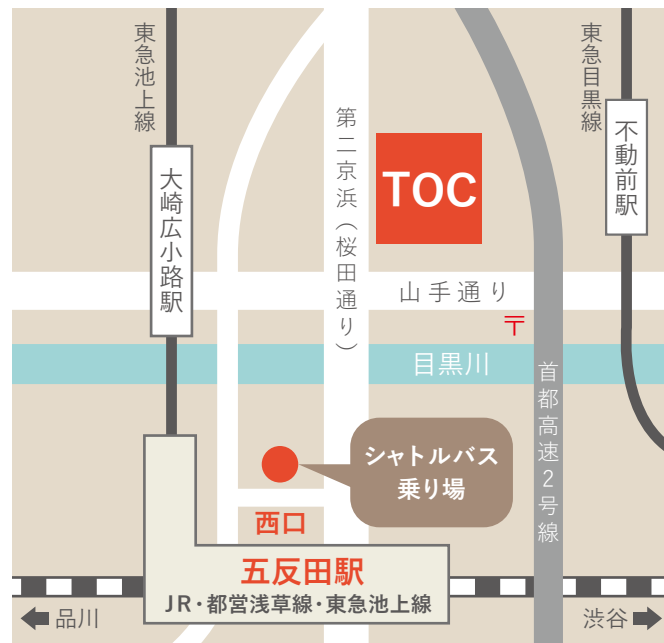 東急池上線
大崎広小路駅
第二京浜(桜田通り)
TOC
東急目黒線
不動前駅
山手通り
〒
目黒川
首都高速2号線
シャトルバス
乗り場
西口
五反田駅
JR・都営浅草線・東急池上線
品川
渋谷